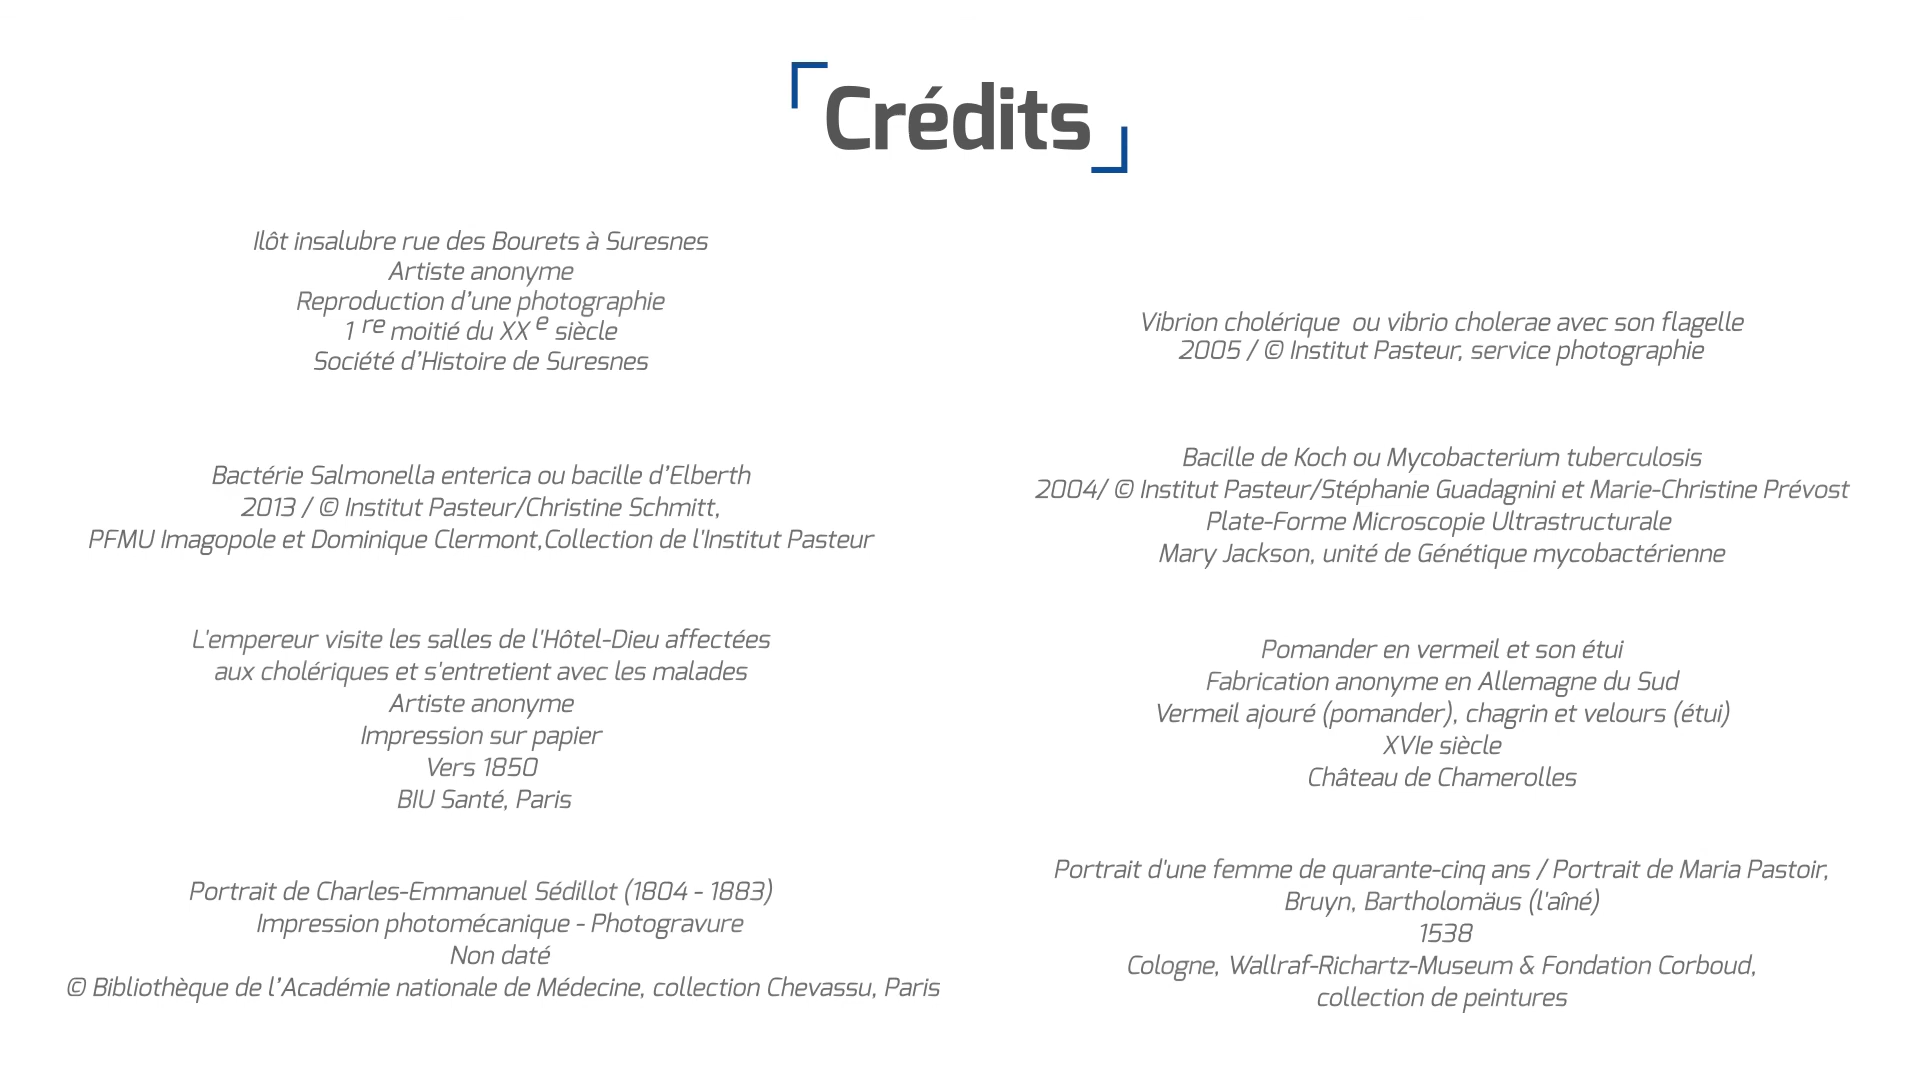 Crédits
Ilôt insalubre rue des Bourets à Suresnes
Artiste anonyme
Reproduction d’une photographie
1 re moitié du XX e siècle
Société d’Histoire de Suresnes
Bactérie Salmonella enterica ou bacille d’Elberth
2013 / © Institut Pasteur/Christine Schmitt,
PFMU Imagopole et Dominique Clermont,Collection de l'Institut Pasteur
L'empereur visite les salles de l'Hôtel-Dieu affectées
aux cholériques et s'entretient avec les malades
Artiste anonyme
Impression sur papier
Vers 1850
BIU Santé, Paris
Portrait de Charles-Emmanuel Sédillot (1804 - 1883)
Impression photomécanique - Photogravure
Non daté
© Bibliothèque de l’Académie nationale de Médecine, collection Chevassu, Paris
Vibrion cholérique  ou vibrio cholerae avec son flagelle
2005 / © Institut Pasteur, service photographie
Bacille de Koch ou Mycobacterium tuberculosis
2004/ © Institut Pasteur/Stéphanie Guadagnini et Marie-Christine Prévost
Plate-Forme Microscopie Ultrastructurale
Mary Jackson, unité de Génétique mycobactérienne
Pomander en vermeil et son étui
Fabrication anonyme en Allemagne du Sud
Vermeil ajouré (pomander), chagrin et velours (étui)
XVIe siècle
Château de Chamerolles
Portrait d'une femme de quarante-cinq ans / Portrait de Maria Pastoir,
Bruyn, Bartholomäus (l'aîné)
1538
Cologne, Wallraf-Richartz-Museum & Fondation Corboud,
collection de peintures